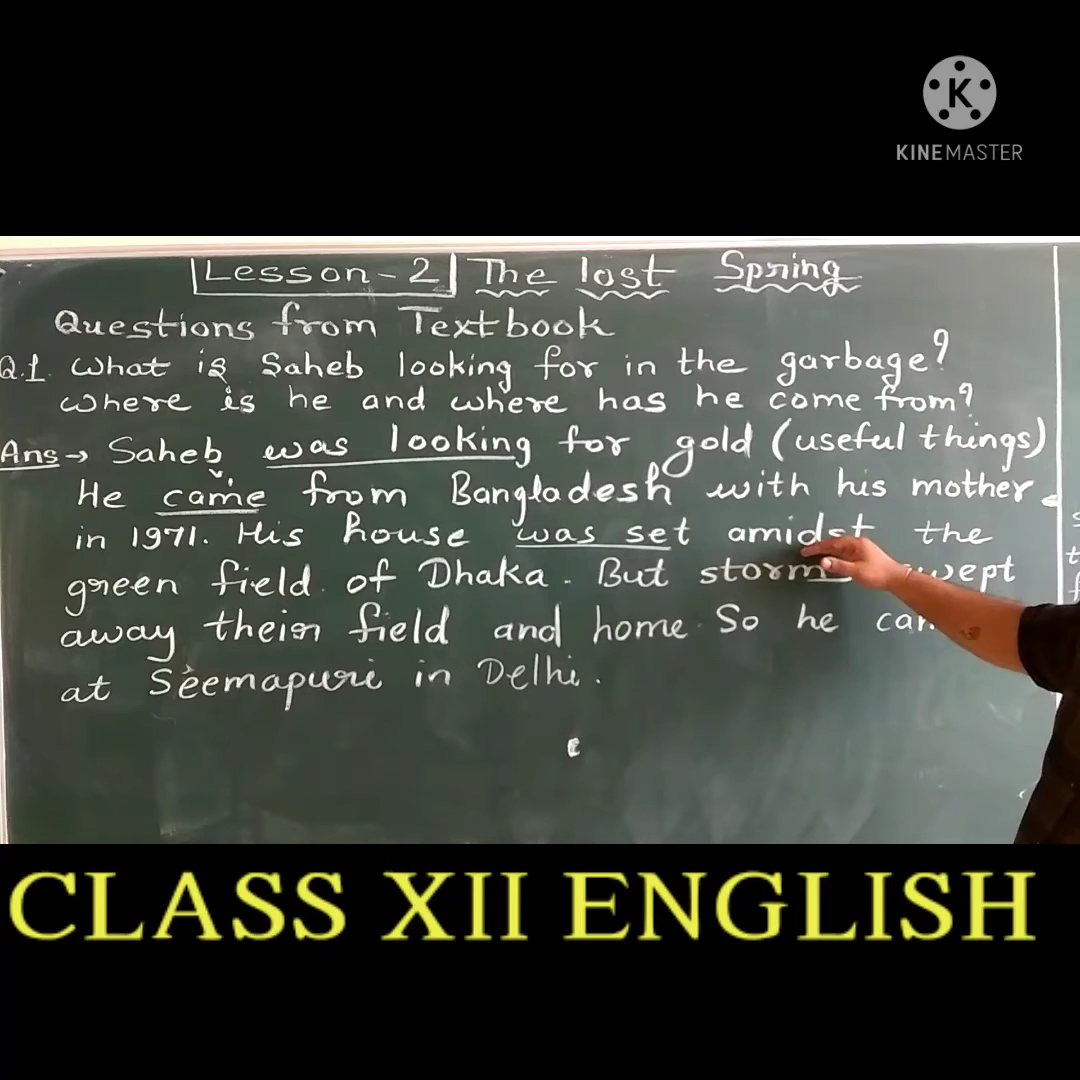 KINEMASTER
Lesson-2 The lost Spring
Questions from Textbook
Q.1. What is Saheb looking for in the garbage?
where is he and where has he come from?
Ans → Saheb was looking for gold (useful things)
He came from Bangladesh with his mother
in 1971. His house was set amidst the
green field of Dhaka. But storms
away their field and home. So he
at Seemapuri in Delhi.
CLASS XII ENGLISH